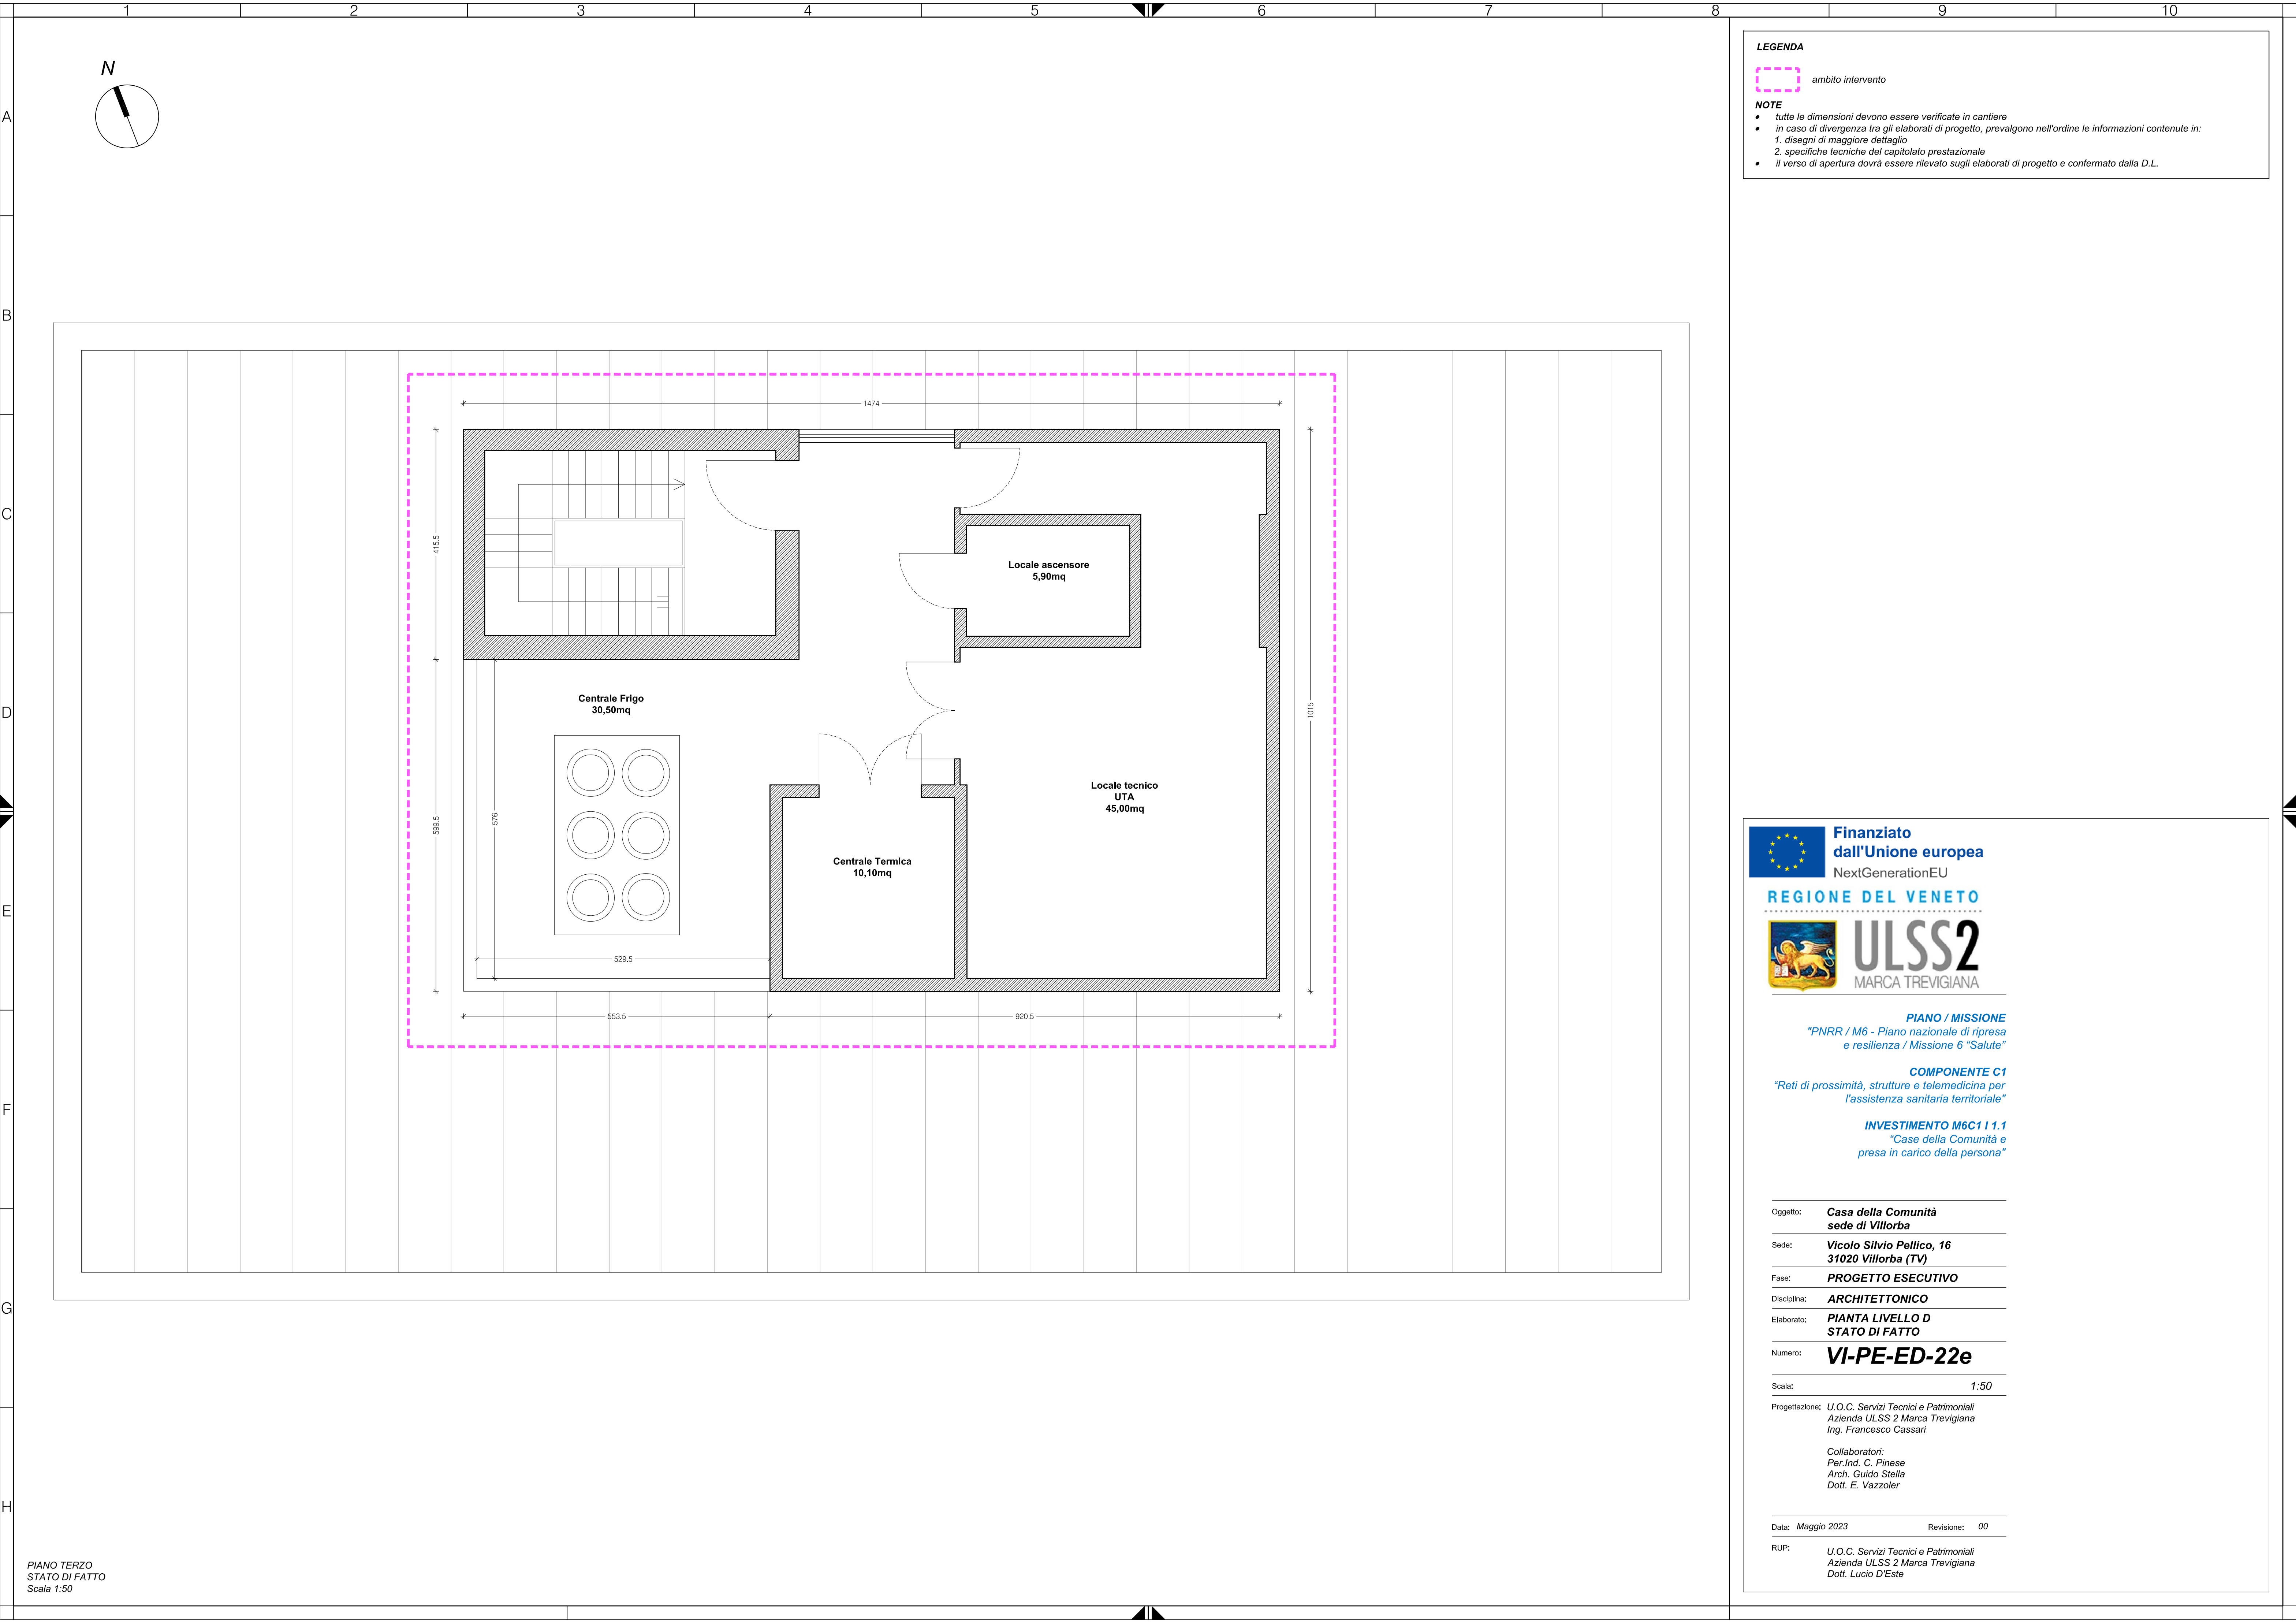 1 2 3 4 5 6 7 8 9 10
A
B
C
D
E
F
G
H
N
1474
415.5
599.5
576
529.5
553.5
920.5
1015
Locale ascensore
5,90mq
Centrale Frigo
30,50mq
Locale tecnico
UTA
45,00mq
Centrale Termica
10,10mq
PIANO TERZO
STATO DI FATTO
Scala 1:50
LEGENDA
ambito intervento
NOTE
• tutte le dimensioni devono essere verificate in cantiere
• in caso di divergenza tra gli elaborati di progetto, prevalgono nell'ordine le informazioni contenute in:
1. disegni di maggiore dettaglio
2. specifiche tecniche del capitolato prestazionale
• il verso di apertura dovrà essere rilevato sugli elaborati di progetto e confermato dalla D.L.
Finanziato
dall'Unione europea
NextGenerationEU
REGIONE DEL VENETO
ULSS2
MARCA TREVIGIANA
PIANO / MISSIONE
"PNRR / M6 - Piano nazionale di ripresa
e resilienza / Missione 6 “Salute”
COMPONENTE C1
“Reti di prossimità, strutture e telemedicina per
l'assistenza sanitaria territoriale"
INVESTIMENTO M6C1 I 1.1
“Case della Comunità e
presa in carico della persona"
Oggetto: Casa della Comunità
sede di Villorba
Sede: Vicolo Silvio Pellico, 16
31020 Villorba (TV)
Fase: PROGETTO ESECUTIVO
Disciplina: ARCHITETTONICO
Elaborato: PIANTA LIVELLO D
STATO DI FATTO
Numero: VI-PE-ED-22e
Scala: 1:50
Progettazione: U.O.C. Servizi Tecnici e Patrimoniali
Azienda ULSS 2 Marca Trevigiana
Ing. Francesco Cassari
Collaboratori:
Per.Ind. C. Pinese
Arch. Guido Stella
Dott. E. Vazzoler
Data: Maggio 2023 Revisione: 00
RUP: U.O.C. Servizi Tecnici e Patrimoniali
Azienda ULSS 2 Marca Trevigiana
Dott. Lucio D'Este